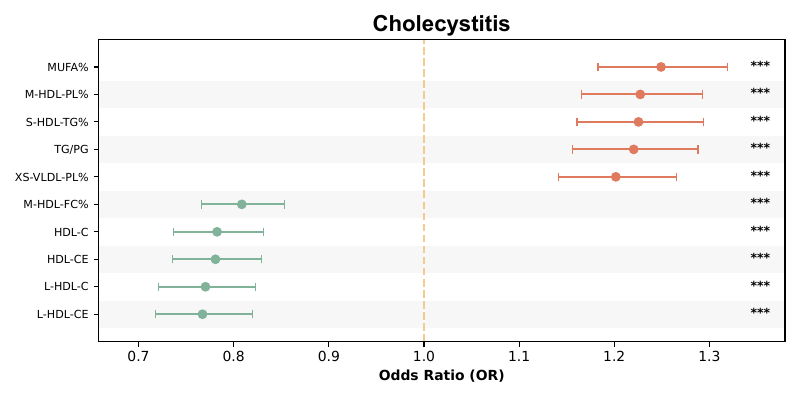 Cholecystitis
MUFA% ***
M-HDL-PL% ***
S-HDL-TG% ***
TG/PG ***
XS-VLDL-PL% ***
M-HDL-FC% ***
HDL-C ***
HDL-CE ***
L-HDL-C ***
L-HDL-CE ***
0.7 0.8 0.9 1.0 1.1 1.2 1.3
Odds Ratio (OR)